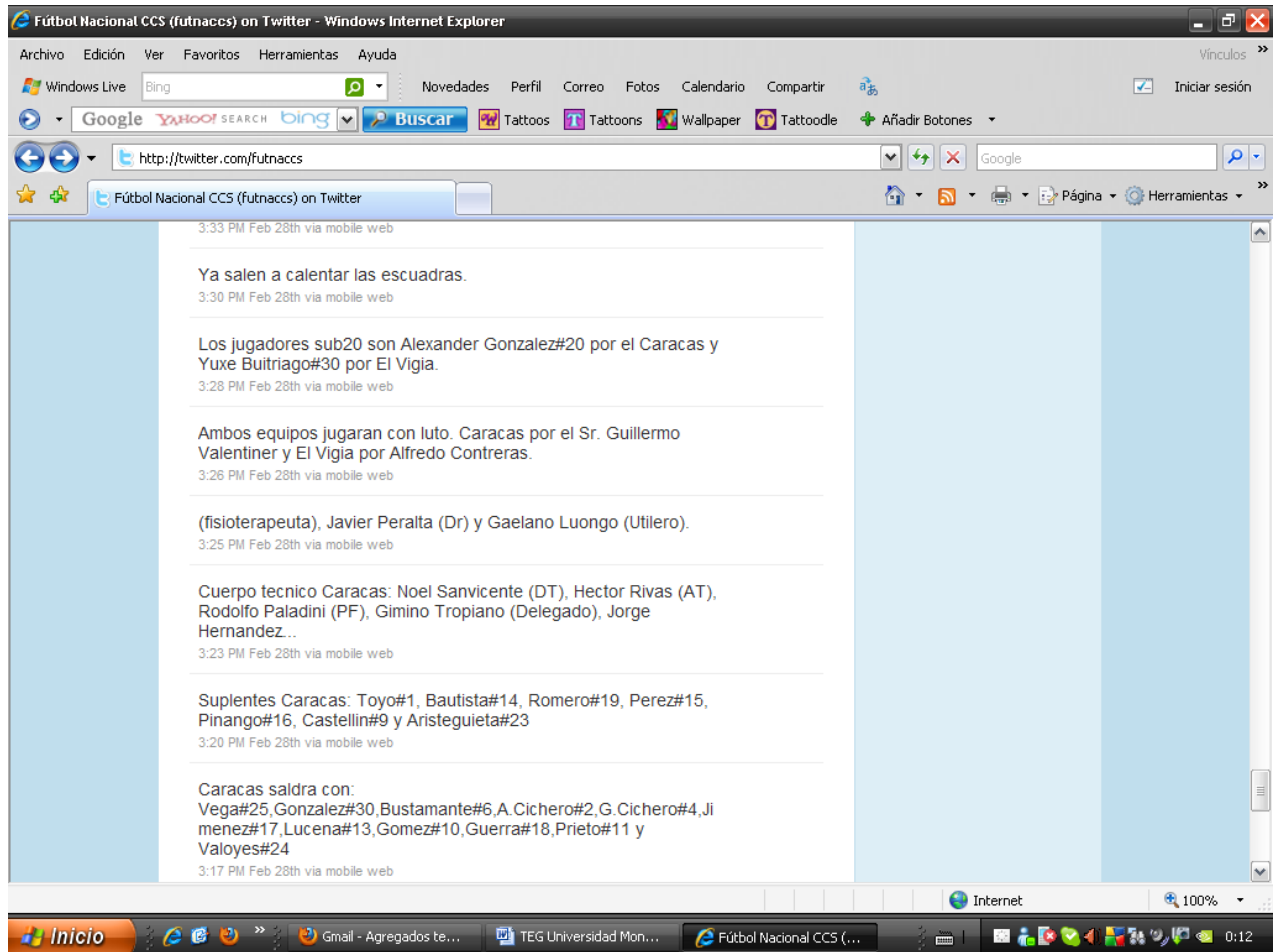 Fútbol Nacional CCS (futnaccs) on Twitter - Windows Internet Explorer
Archivo Edición Ver Favoritos Herramientas Ayuda Vínculos »
Windows Live Bing Novedades Perfil Correo Fotos Calendario Compartir Iniciar sesión
Google YAHOO! SEARCH bing Buscar Tattoos Tattoons Wallpaper Tattoodle Añadir Botones
http://twitter.com/futnaccs Google
Fútbol Nacional CCS (futnaccs) on Twitter Página Herramientas »
3:33 PM Feb 28th via mobile web
Ya salen a calentar las escuadras.
3:30 PM Feb 28th via mobile web
Los jugadores sub20 son Alexander Gonzalez#20 por el Caracas y
Yuxe Buitriago#30 por El Vigia.
3:28 PM Feb 28th via mobile web
Ambos equipos jugaran con luto. Caracas por el Sr. Guillermo
Valentiner y El Vigia por Alfredo Contreras.
3:26 PM Feb 28th via mobile web
(fisioterapeuta), Javier Peralta (Dr) y Gaelano Luongo (Utilero).
3:25 PM Feb 28th via mobile web
Cuerpo tecnico Caracas: Noel Sanvicente (DT), Hector Rivas (AT),
Rodolfo Paladini (PF), Gimino Tropiano (Delegado), Jorge
Hernandez...
3:23 PM Feb 28th via mobile web
Suplentes Caracas: Toyo#1, Bautista#14, Romero#19, Perez#15,
Pinango#16, Castellin#9 y Aristeguieta#23
3:20 PM Feb 28th via mobile web
Caracas saldra con:
Vega#25,Gonzalez#30,Bustamante#6,A.Cichero#2,G.Cichero#4,Ji
menez#17,Lucena#13,Gomez#10,Guerra#18,Prieto#11 y
Valoyes#24
3:17 PM Feb 28th via mobile web
Internet 100%
Inicio » Gmail - Agregados te... TEG Universidad Mon... Fútbol Nacional CCS (... 0:12